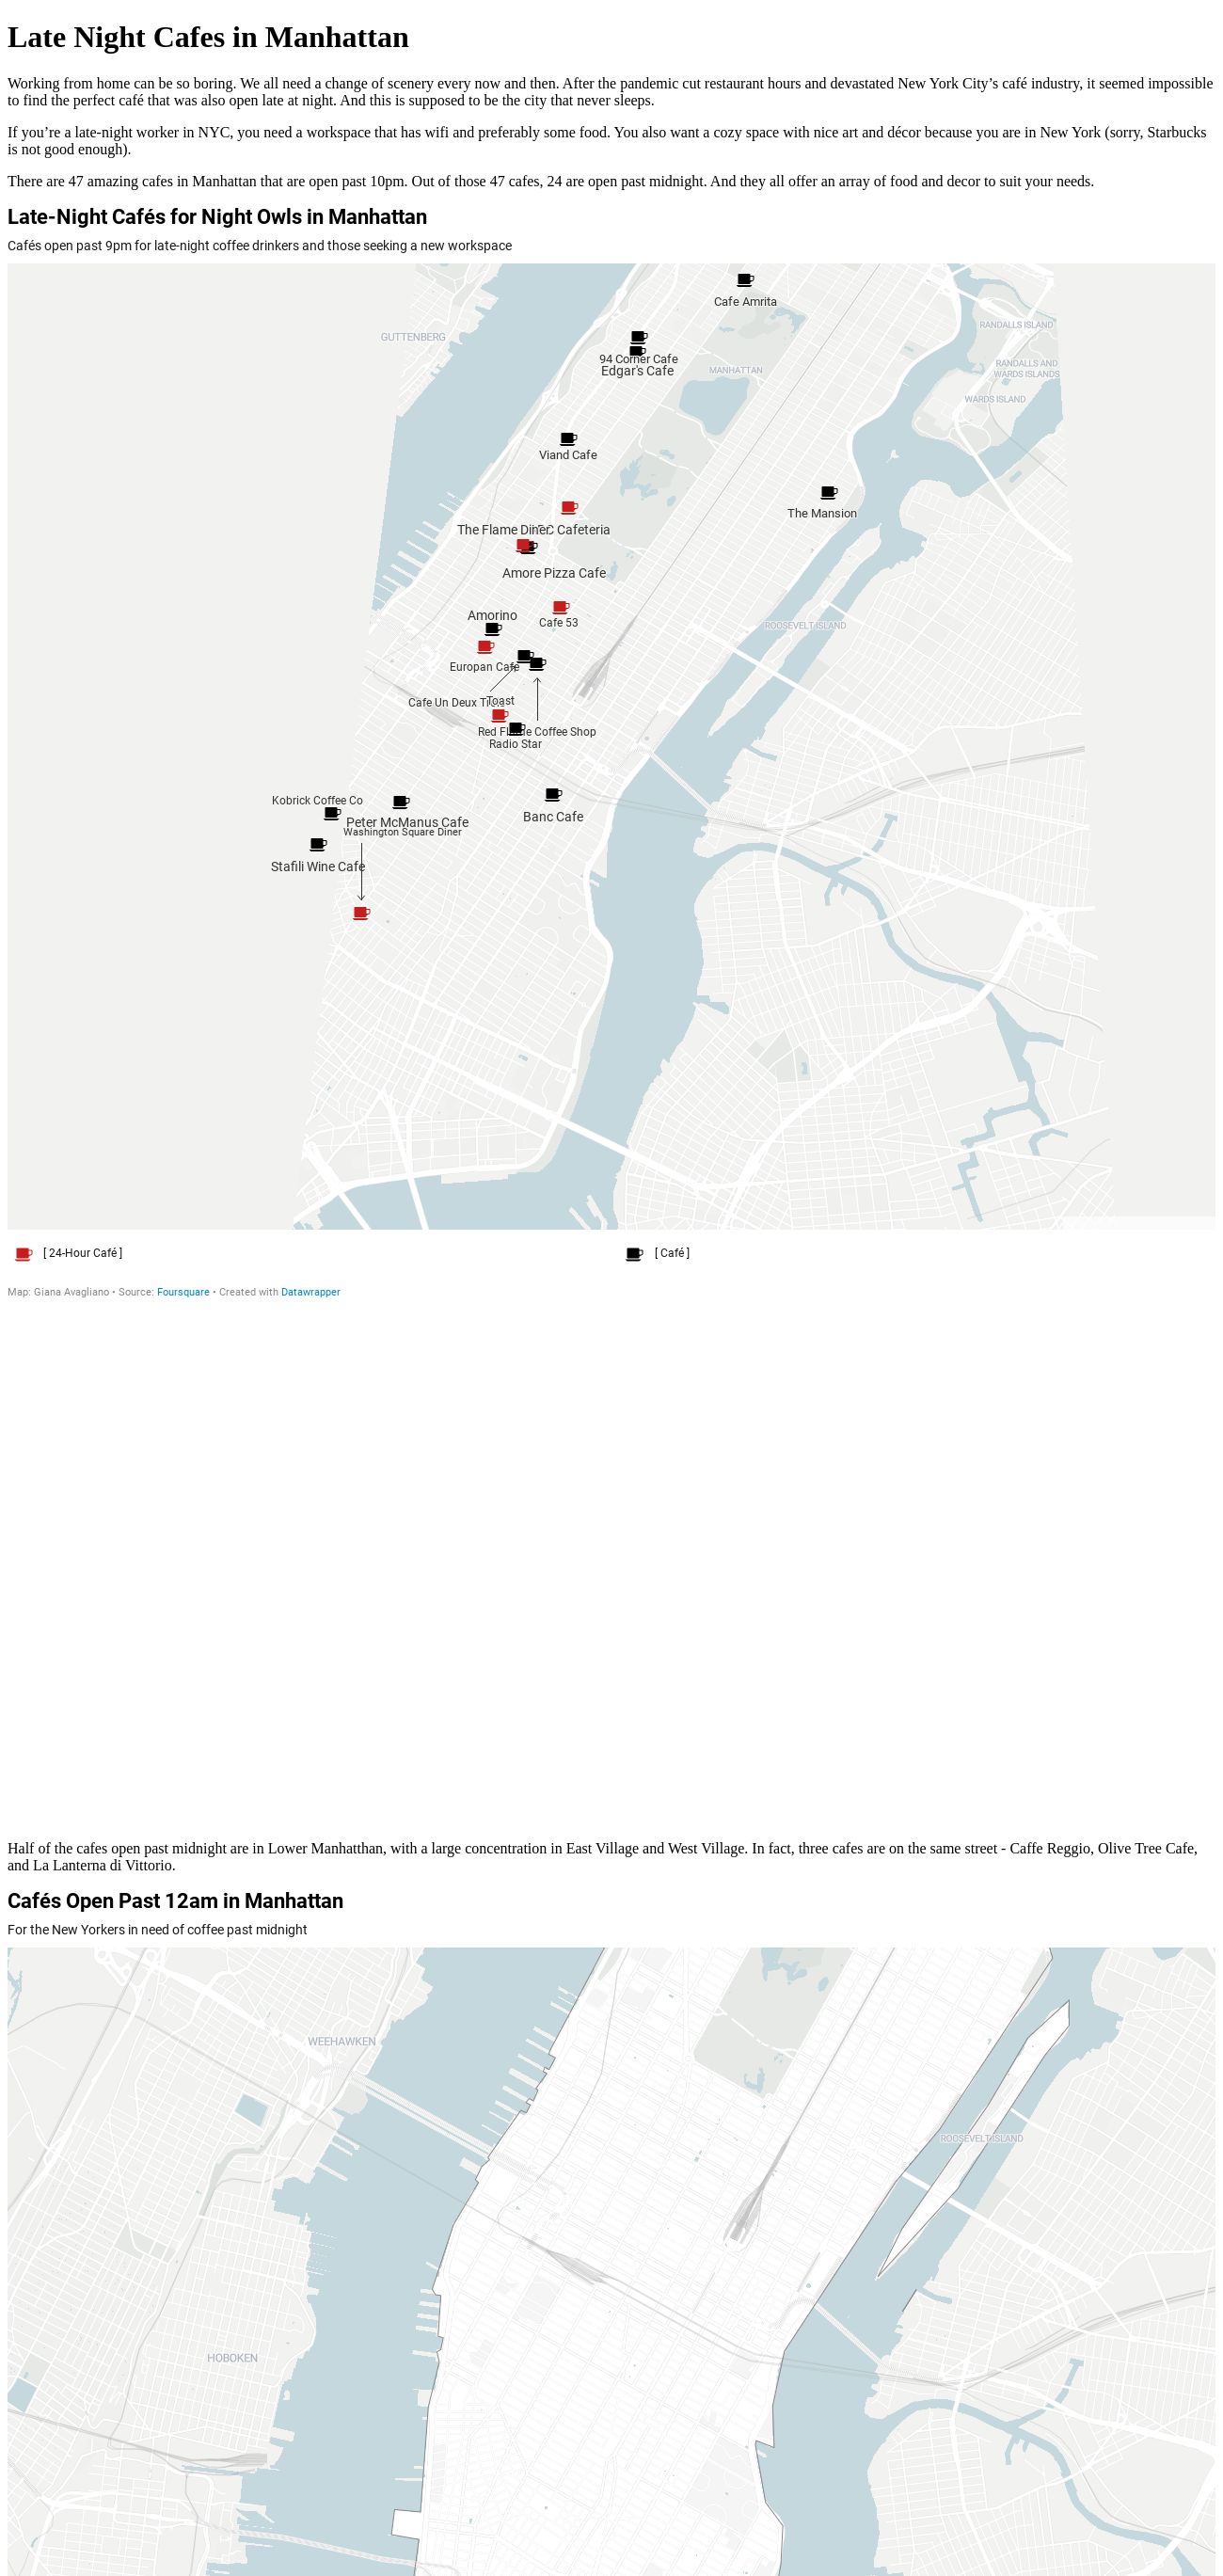 Late Night Cafes in Manhattan
Working from home can be so boring. We all need a change of scenery every now and then. After the pandemic cut restaurant hours and devastated New York City’s café industry, it seemed impossible
to find the perfect café that was also open late at night. And this is supposed to be the city that never sleeps.
If you’re a late-night worker in NYC, you need a workspace that has wifi and preferably some food. You also want a cozy space with nice art and décor because you are in New York (sorry, Starbucks
is not good enough).
There are 47 amazing cafes in Manhattan that are open past 10pm. Out of those 47 cafes, 24 are open past midnight. And they all offer an array of food and decor to suit your needs.
Late-Night Cafés for Night Owls in Manhattan
Cafés open past 9pm for late-night coffee drinkers and those seeking a new workspace
Cafe Amrita
RANDALLS ISLAND
GUTTENBERG
94 Corner Cafe
RANDALLS AND
WARDS ISLANDS
Edgar's Cafe
MANHATTAN
WARDS ISLAND
Viand Cafe
The Mansion
The Flame Diner
Cafeteria
Amore Pizza Cafe
Amorino
Cafe 53
ROOSEVELT ISLAND
Europan Cafe
Cafe Un Deux
Toast
Red Coffee Shop
Radio Star
Kobrick Coffee Co
Banc Cafe
Peter McManus Cafe
Washington Square Diner
Stafili Wine Cafe
[ 24-Hour Café ]
[ Café ]
Map: Giana Avagliano • Source: Foursquare • Created with Datawrapper
Half of the cafes open past midnight are in Lower Manhatthan, with a large concentration in East Village and West Village. In fact, three cafes are on the same street - Caffe Reggio, Olive Tree Cafe,
and La Lanterna di Vittorio.
Cafés Open Past 12am in Manhattan
For the New Yorkers in need of coffee past midnight
WEEHAWKEN
ROOSEVELT ISLAND
HOBOKEN